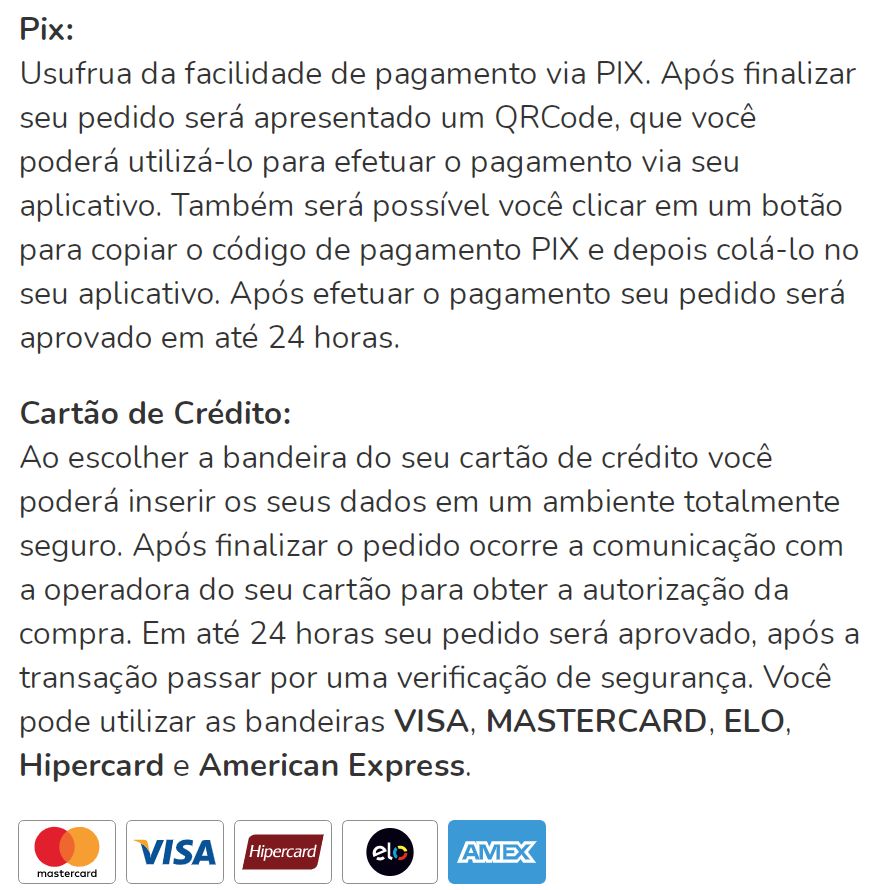 Pix:
Usufrua da facilidade de pagamento via PIX. Após finalizar
seu pedido será apresentado um QRCode, que você
poderá utilizá-lo para efetuar o pagamento via seu
aplicativo. Também será possível você clicar em um botão
para copiar o código de pagamento PIX e depois colá-lo no
seu aplicativo. Após efetuar o pagamento seu pedido será
aprovado em até 24 horas.
Cartão de Crédito:
Ao escolher a bandeira do seu cartão de crédito você
poderá inserir os seus dados em um ambiente totalmente
seguro. Após finalizar o pedido ocorre a comunicação com
a operadora do seu cartão para obter a autorização da
compra. Em até 24 horas seu pedido será aprovado, após a
transação passar por uma verificação de segurança. Você
pode utilizar as bandeiras VISA, MASTERCARD, ELO,
Hipercard e American Express.
mastercard VISA Hipercard elo AMEX